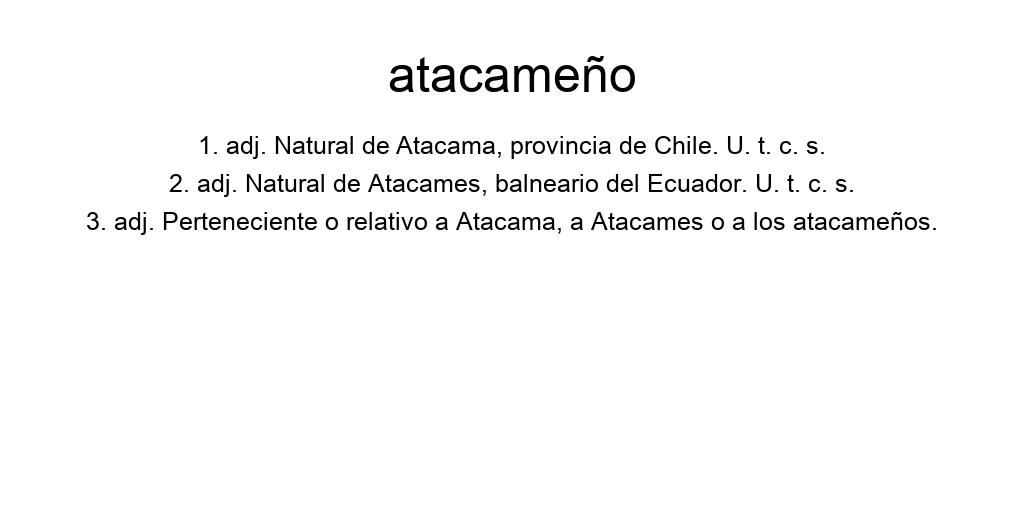 atacameño
1. adj. Natural de Atacama, provincia de Chile. U. t. c. s.
2. adj. Natural de Atacames, balneario del Ecuador. U. t. c. s.
3. adj. Perteneciente o relativo a Atacama, a Atacames o a los atacameños.